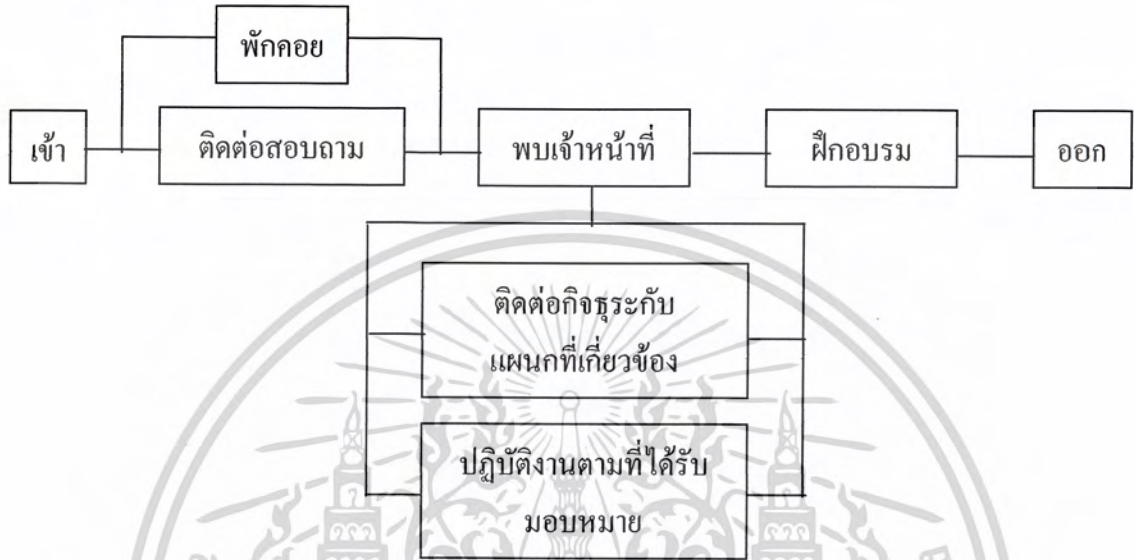 พักคอย
เข้า
ติดต่อสอบถาม
พบเจ้าหน้าที่
ฝึกอบรม
ออก
ติดต่อกิจธุระกับ
แผนกที่เกี่ยวข้อง
ปฏิบัติงานตามที่ได้รับ
มอบหมาย